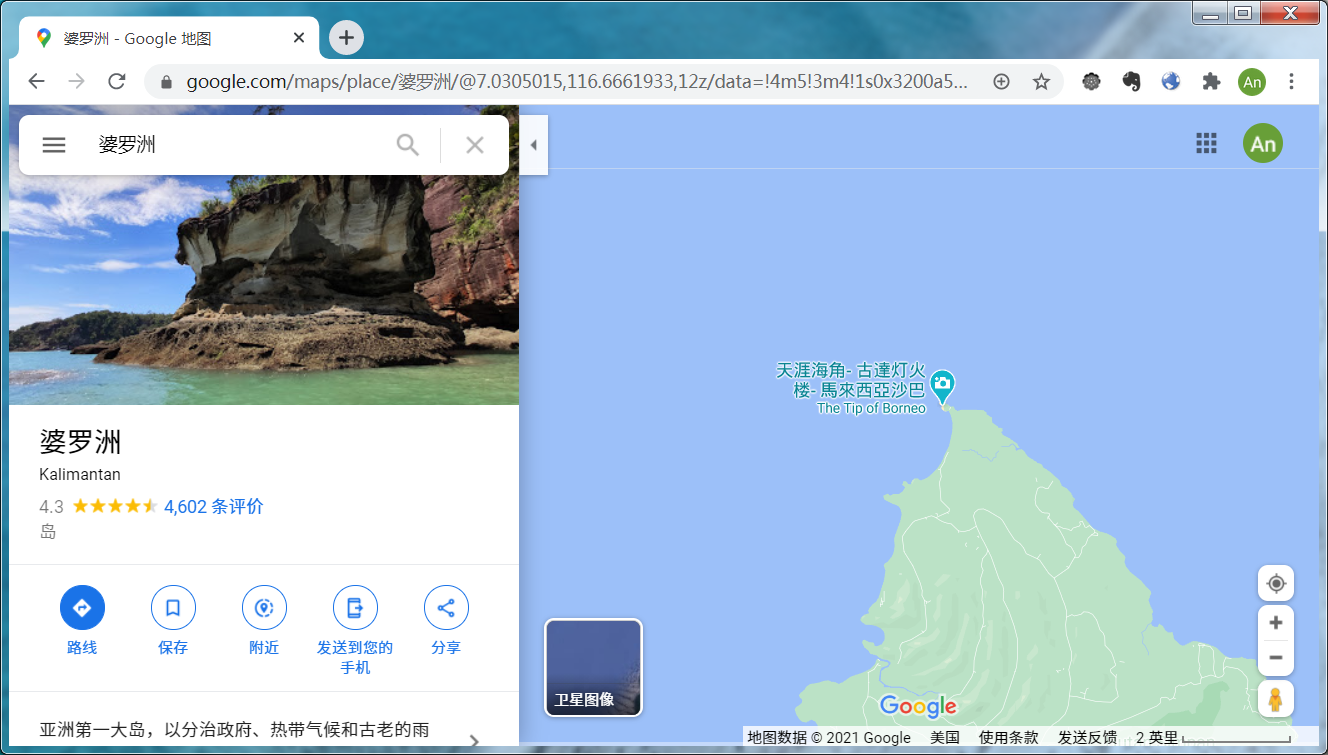 婆罗洲 - Google 地图
google.com/maps/place/婆罗洲/@7.0305015,116.6661933,12z/data=!4m5!3m4!1s0x3200a5...
An
婆罗洲
An
天涯海角- 古達灯火
楼- 馬來西亞沙巴
The Tip of Borneo
婆罗洲
Kalimantan
4.3 4,602 条评价
岛
路线
保存
附近
发送到您的
手机
分享
亚洲第一大岛，以分治政府、热带气候和古老的雨
卫星图像
Google
地图数据 © 2021 Google 美国 使用条款 发送反馈 2 英里